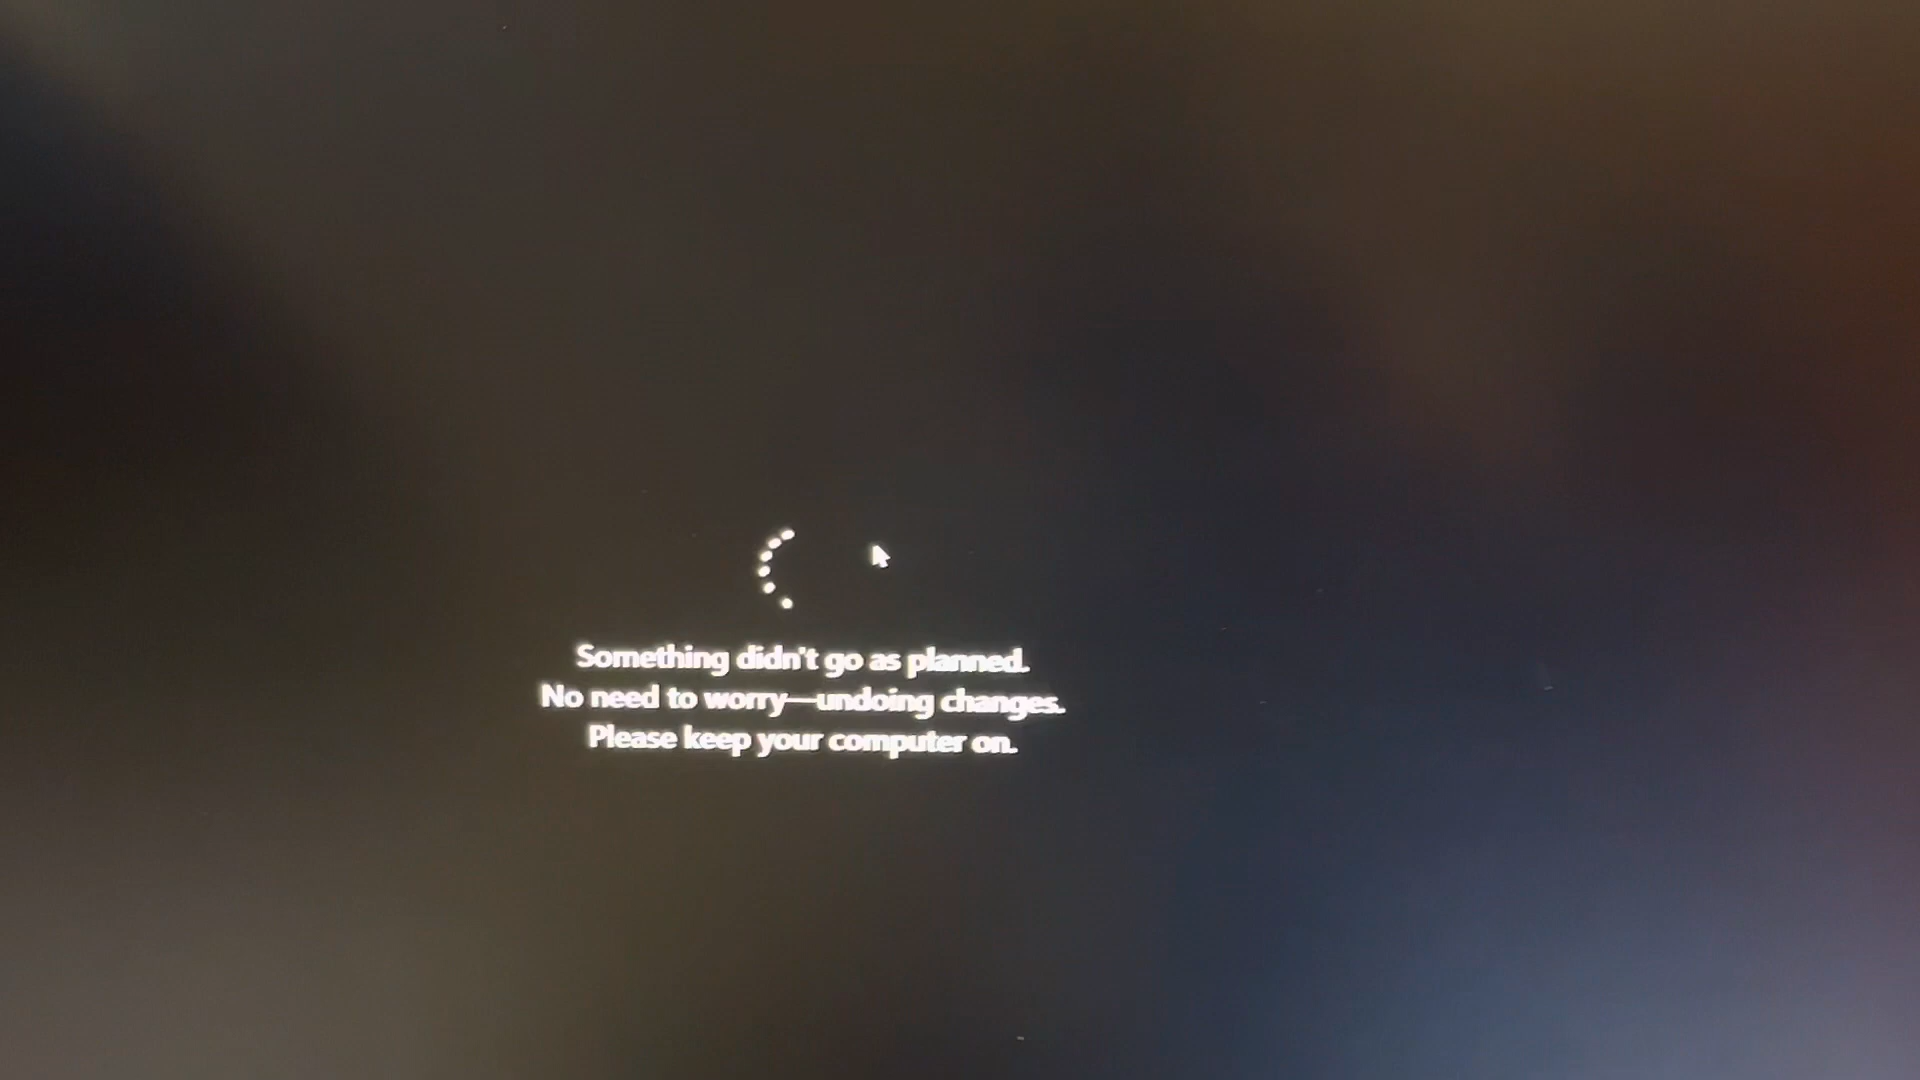 Something didn't go as planned.
No need to worry—undoing changes.
Please keep your computer on.